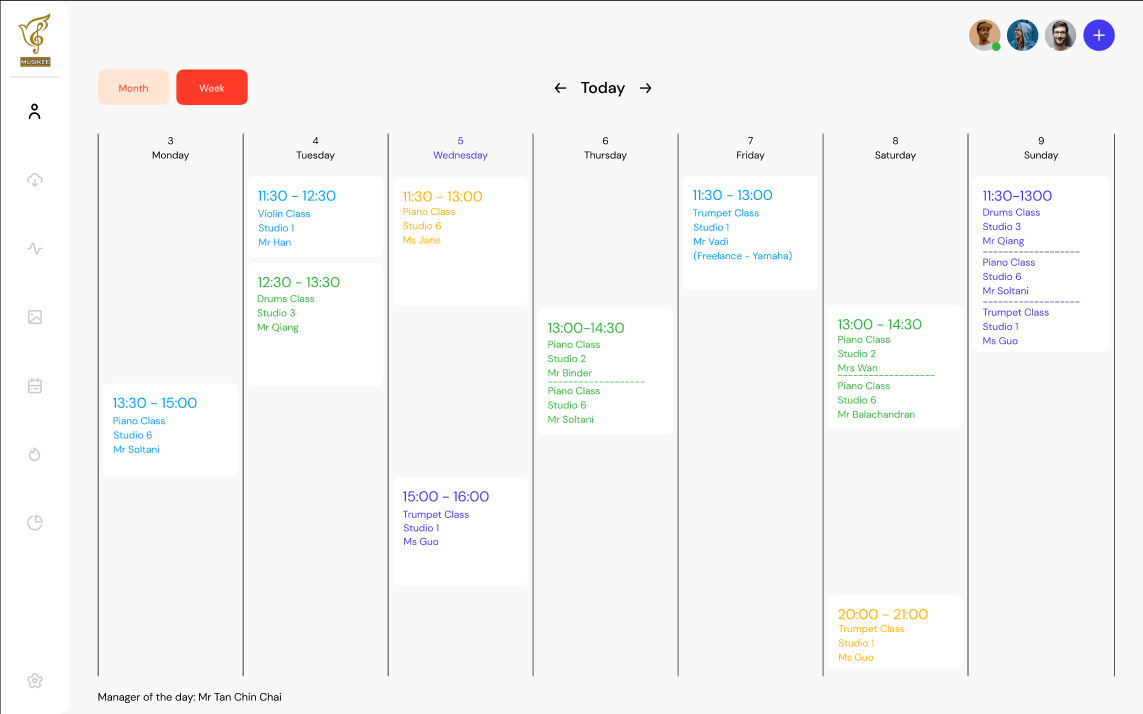 MUSIKEE
Month
Week
← Today →
3
Monday
4
Tuesday
5
Wednesday
6
Thursday
7
Friday
8
Saturday
9
Sunday
13:30 - 15:00
Piano Class
Studio 6
Mr Soltani
11:30 - 12:30
Violin Class
Studio 1
Mr Han
12:30 - 13:30
Drums Class
Studio 3
Mr Qiang
11:30 - 13:00
Piano Class
Studio 6
Ms Jane
15:00 - 16:00
Trumpet Class
Studio 1
Ms Guo
13:00-14:30
Piano Class
Studio 2
Mr Binder
--------------------
Piano Class
Studio 6
Mr Soltani
11:30 - 13:00
Trumpet Class
Studio 1
Mr Vadi
(Freelance - Yamaha)
13:00 - 14:30
Piano Class
Studio 2
Mrs Wan
--------------------
Piano Class
Studio 6
Mr Balachandran
20:00 - 21:00
Trumpet Class
Studio 1
Ms Guo
11:30-1300
Drums Class
Studio 3
Mr Qiang
--------------------
Piano Class
Studio 6
Mr Soltani
--------------------
Trumpet Class
Studio 1
Ms Guo
Manager of the day: Mr Tan Chin Chai